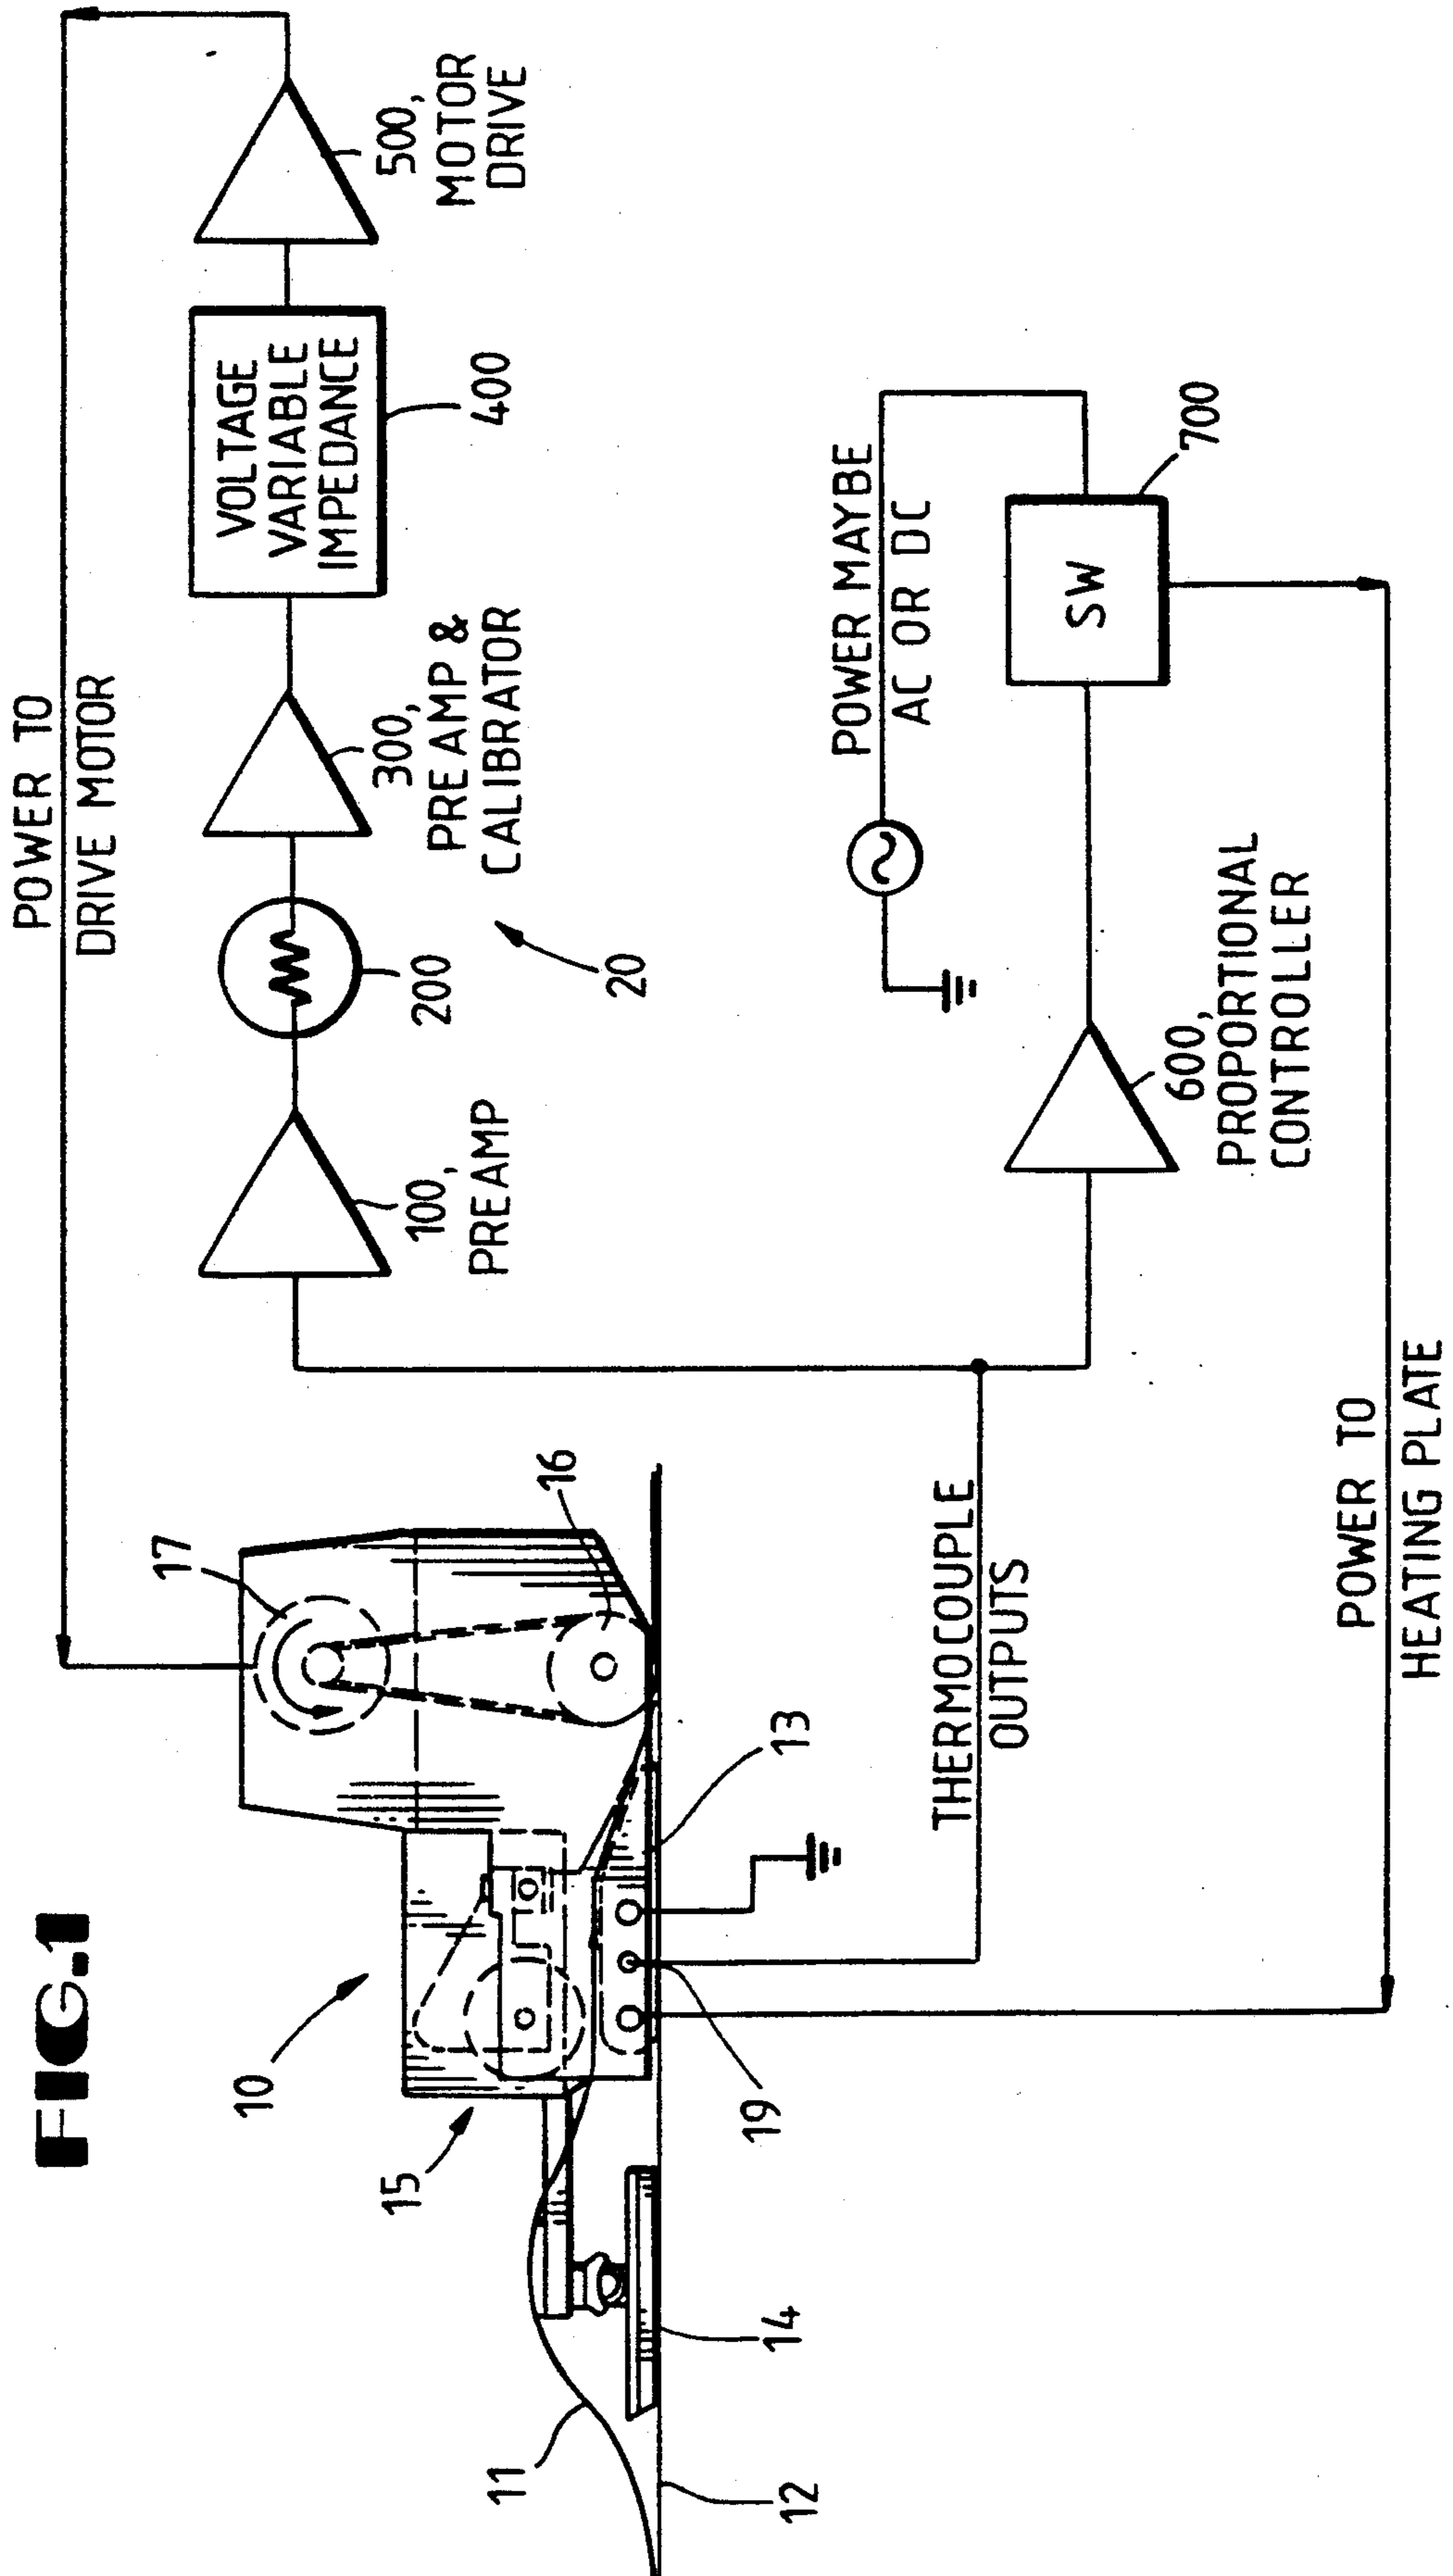 FIG.1
POWER TO
DRIVE MOTOR
10
15
17
16
11
12
14
19
13
100,
PREAMP
200
300,
PREAMP &
CALIBRATOR
20
VOLTAGE
VARIABLE
IMPEDANCE
400
500,
MOTOR
DRIVE
THERMOCOUPLE
OUTPUTS
POWER MAYBE
AC OR DC
600,
PROPORTIONAL
CONTROLLER
SW
700
POWER TO
HEATING PLATE